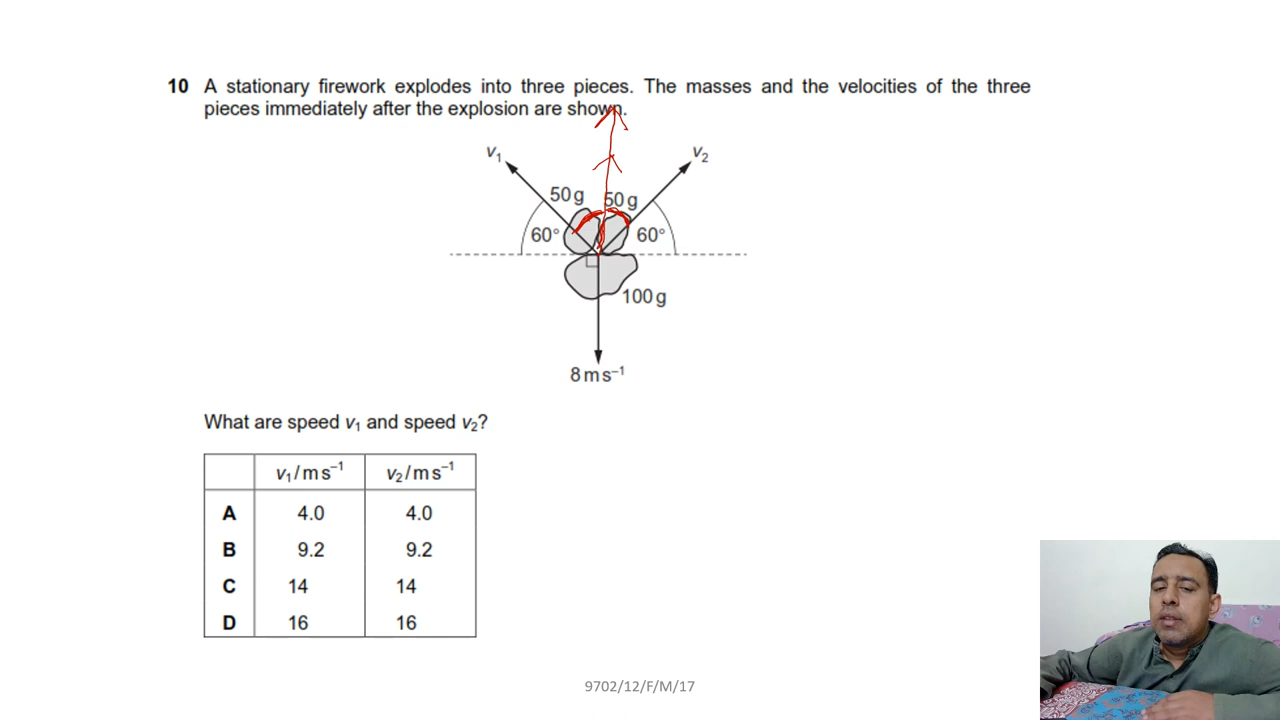 10 A stationary firework explodes into three pieces. The masses and the velocities of the three
pieces immediately after the explosion are shown.
v₁ v₂
50 g 50 g
60° 60°
100 g
8 m s⁻¹
What are speed v₁ and speed v₂?
v₁/m s⁻¹ v₂/m s⁻¹
A 4.0 4.0
B 9.2 9.2
C 14 14
D 16 16
9702/12/F/M/17